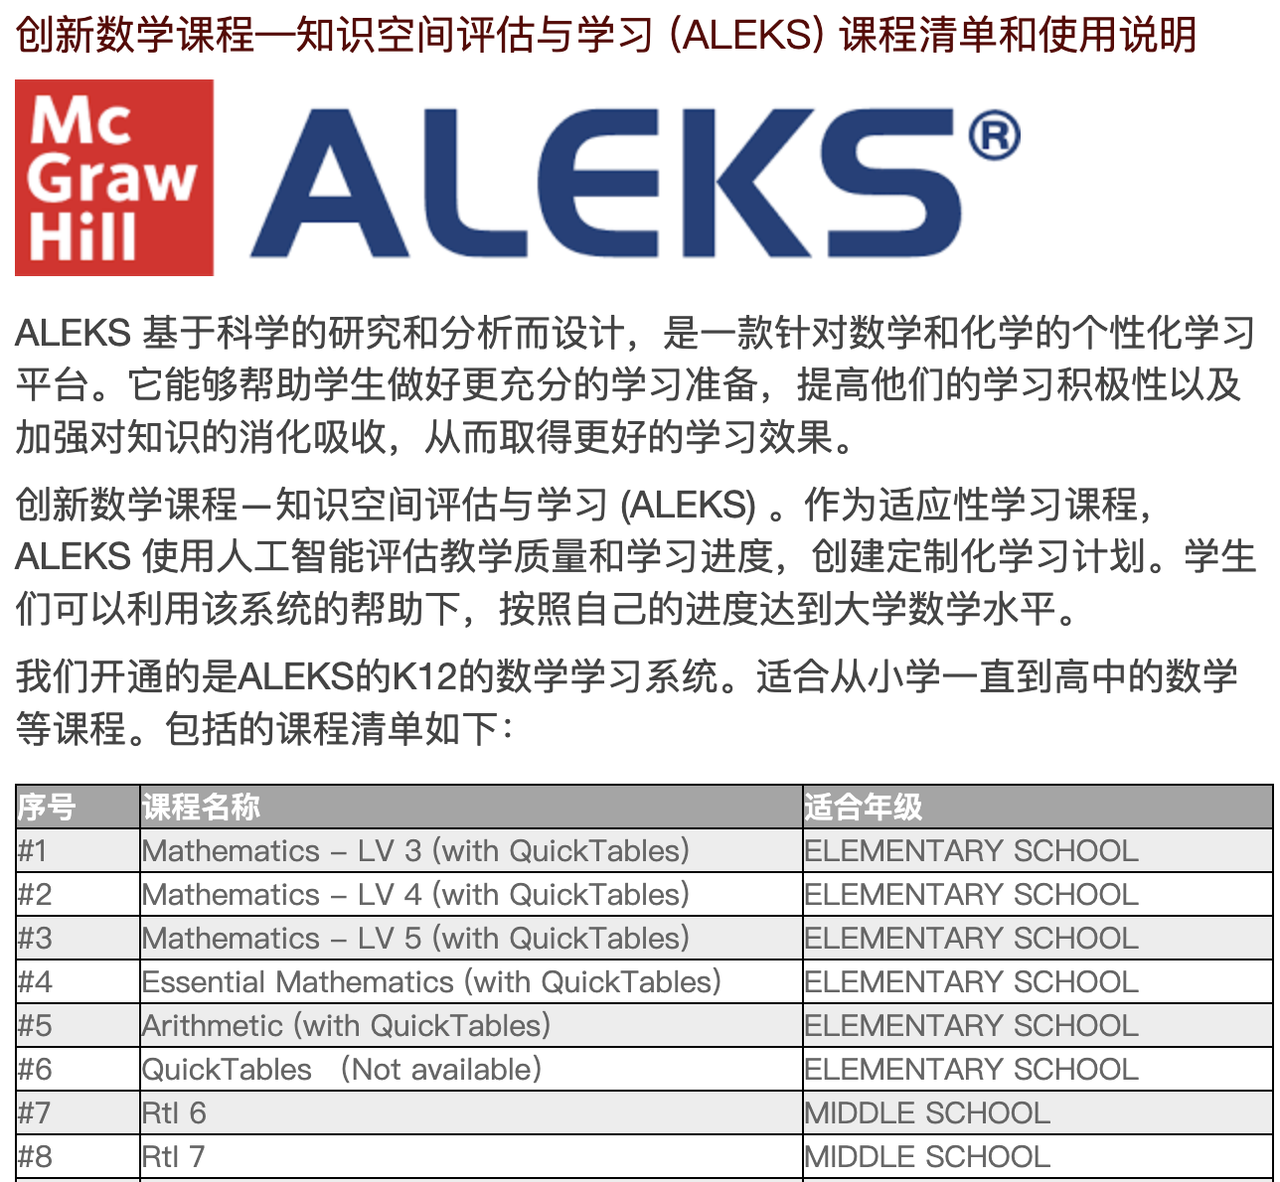 创新数学课程—知识空间评估与学习（ALEKS）课程清单和使用说明
Mc
Graw
Hill
ALEKS®
ALEKS 基于科学的研究和分析而设计，是一款针对数学和化学的个性化学习
平台。它能够帮助学生做好更充分的学习准备，提高他们的学习积极性以及
加强对知识的消化吸收，从而取得更好的学习效果。
创新数学课程—知识空间评估与学习 (ALEKS) 。作为适应性学习课程，
ALEKS 使用人工智能评估教学质量和学习进度，创建定制化学习计划。学生
们可以利用该系统的帮助下，按照自己的进度达到大学数学水平。
我们开通的是ALEKS的K12的数学学习系统。适合从小学一直到高中的数学
等课程。包括的课程清单如下：
序号 课程名称 适合年级
#1 Mathematics – LV 3 (with QuickTables) ELEMENTARY SCHOOL
#2 Mathematics – LV 4 (with QuickTables) ELEMENTARY SCHOOL
#3 Mathematics – LV 5 (with QuickTables) ELEMENTARY SCHOOL
#4 Essential Mathematics (with QuickTables) ELEMENTARY SCHOOL
#5 Arithmetic (with QuickTables) ELEMENTARY SCHOOL
#6 QuickTables （Not available） ELEMENTARY SCHOOL
#7 RtI 6 MIDDLE SCHOOL
#8 RtI 7 MIDDLE SCHOOL